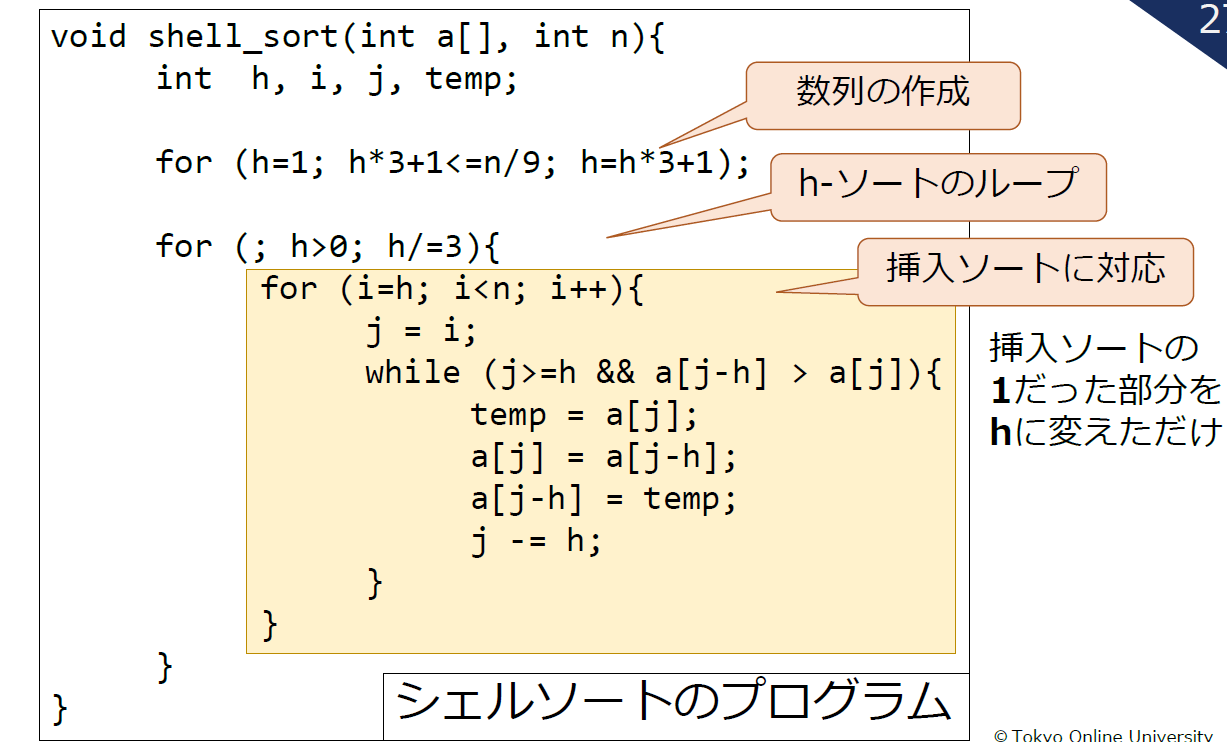 27
void shell_sort(int a[], int n){
int h, i, j, temp;
数列の作成
for (h=1; h*3+1<=n/9; h=h*3+1);
h-ソートのループ
for (; h>0; h/=3){
挿入ソートに対応
for (i=h; i<n; i++){
j = i;
while (j>=h && a[j-h] > a[j]){
temp = a[j];
a[j] = a[j-h];
a[j-h] = temp;
j -= h;
}
}
}
}
挿入ソートの
1だった部分を
hに変えただけ
シェルソートのプログラム
© Tokyo Online University